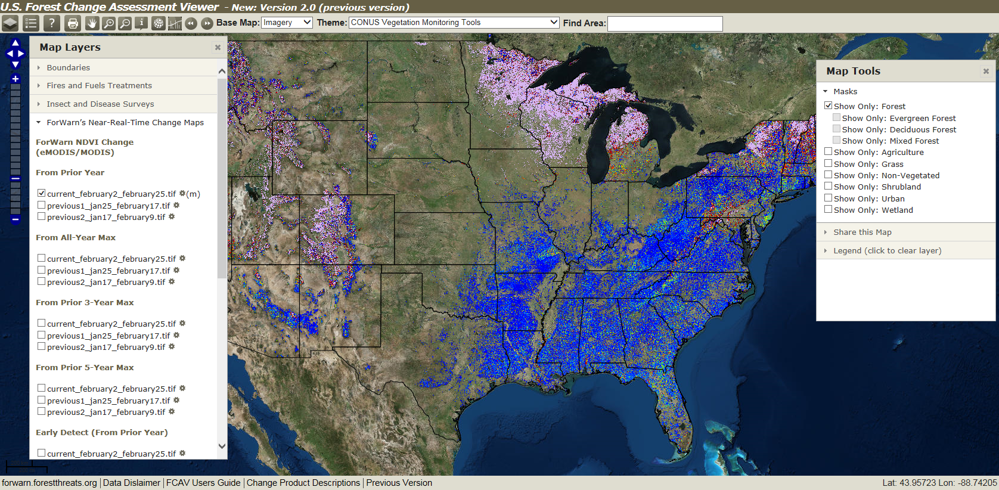 U.S. Forest Change Assessment Viewer - New: Version 2.0 (previous version)
Base Map: Imagery Theme: CONUS Vegetation Monitoring Tools Find Area:
Map Layers
Boundaries
Fires and Fuels Treatments
Insect and Disease Surveys
ForWarn's Near-Real-Time Change Maps
ForWarn NDVI Change
(eMODIS/MODIS)
From Prior Year
current_february2_february25.tif (m)
previous1_jan25_february17.tif
previous2_jan17_february9.tif
From All-Year Max
current_february2_february25.tif
previous1_jan25_february17.tif
previous2_jan17_february9.tif
From Prior 3-Year Max
current_february2_february25.tif
previous1_jan25_february17.tif
previous2_jan17_february9.tif
From Prior 5-Year Max
current_february2_february25.tif
previous1_jan25_february17.tif
previous2_jan17_february9.tif
Early Detect (From Prior Year)
current_february2_february25.tif
Map Tools
Masks
Show Only: Forest
Show Only: Evergreen Forest
Show Only: Deciduous Forest
Show Only: Mixed Forest
Show Only: Agriculture
Show Only: Grass
Show Only: Non-Vegetated
Show Only: Shrubland
Show Only: Urban
Show Only: Wetland
Share this Map
Legend (click to clear layer)
forwarn.forestthreats.org | Data Dislaimer | FCAV Users Guide | Change Product Descriptions | Previous Version
Lat: 43.95723 Lon: -88.74205